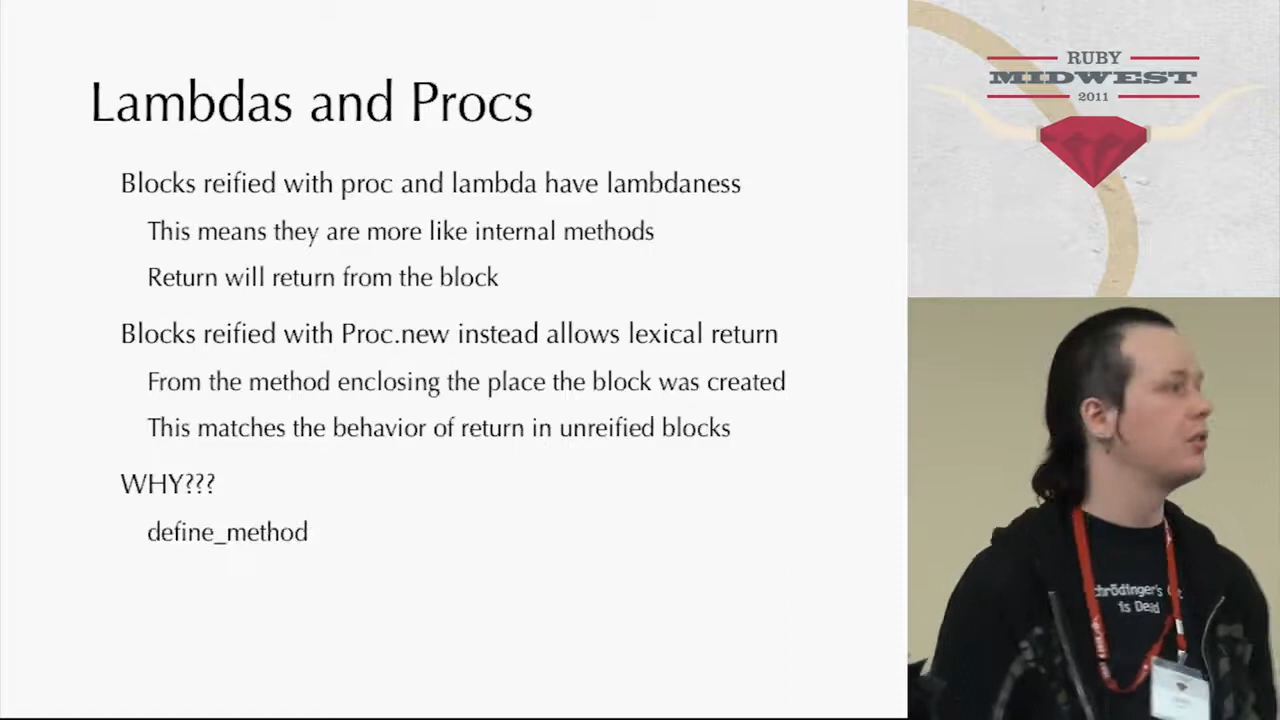 Lambdas and Procs
Blocks reified with proc and lambda have lambdaness
This means they are more like internal methods
Return will return from the block
Blocks reified with Proc.new instead allows lexical return
From the method enclosing the place the block was created
This matches the behavior of return in unreified blocks
WHY???
define_method
RUBY
MIDWEST
2011
is Dead